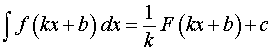 ∫ f(kx + b) dx = 1/k F(kx + b) + c